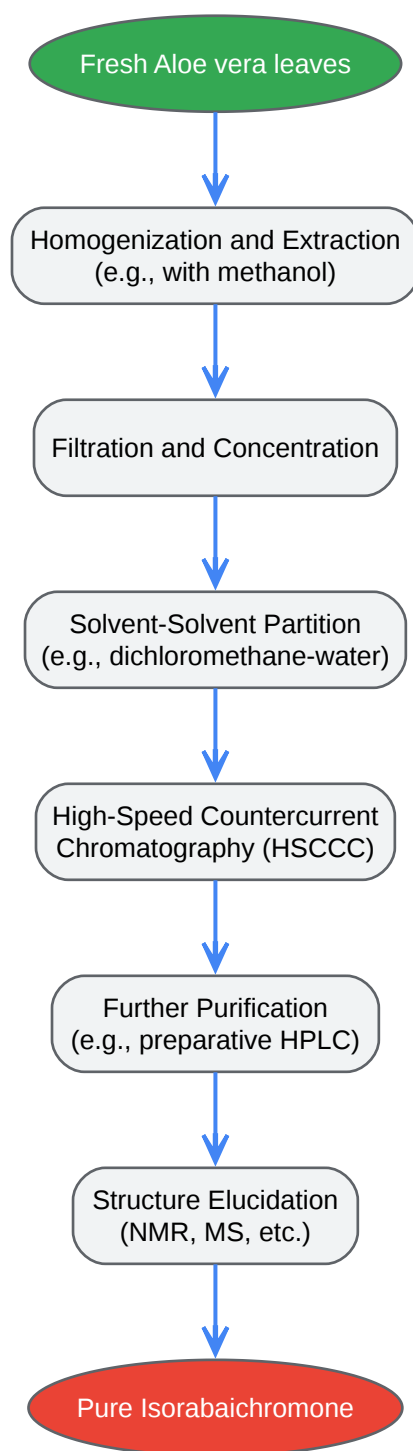 Fresh Aloe vera leaves
Homogenization and Extraction
(e.g., with methanol)
Filtration and Concentration
Solvent-Solvent Partition
(e.g., dichloromethane-water)
High-Speed Countercurrent
Chromatography (HSCCC)
Further Purification
(e.g., preparative HPLC)
Structure Elucidation
(NMR, MS, etc.)
Pure Isorabaichromone